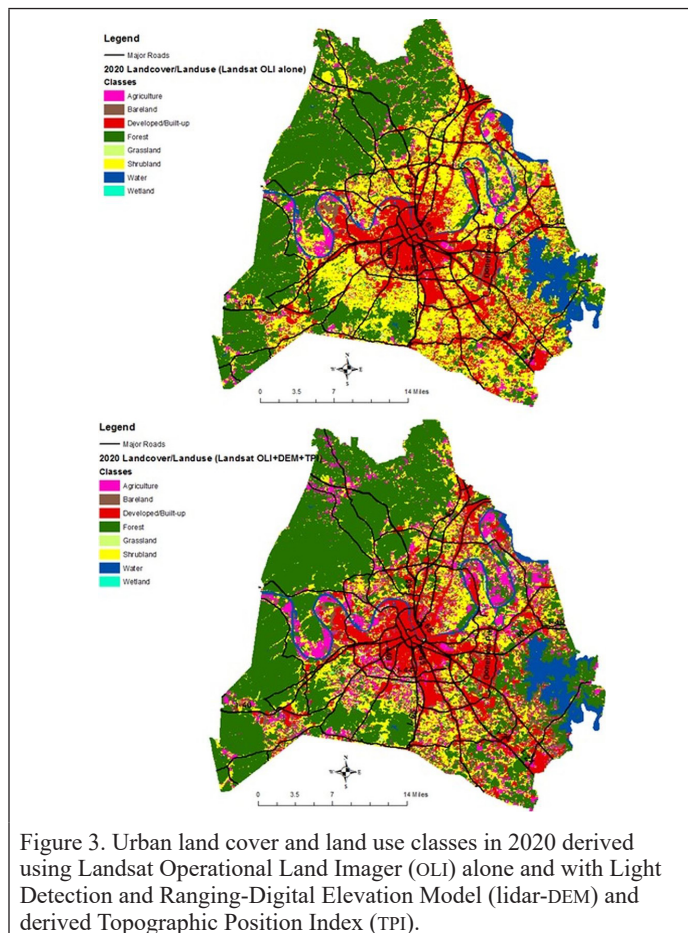 Legend
Major Roads
2020 Landcover/Landuse (Landsat OLI alone)
Classes
Agriculture
Bareland
Developed/Built-up
Forest
Grassland
Shrubland
Water
Wetland
N
W E
S
0 3.5 7 14 Miles
Legend
Major Roads
2020 Landcover/Landuse (Landsat OLI+DEM+TPI)
Classes
Agriculture
Bareland
Developed/Built-up
Forest
Grassland
Shrubland
Water
Wetland
N
W E
S
0 3.5 7 14 Miles
Figure 3. Urban land cover and land use classes in 2020 derived
using Landsat Operational Land Imager (OLI) alone and with Light
Detection and Ranging-Digital Elevation Model (lidar-DEM) and
derived Topographic Position Index (TPI).